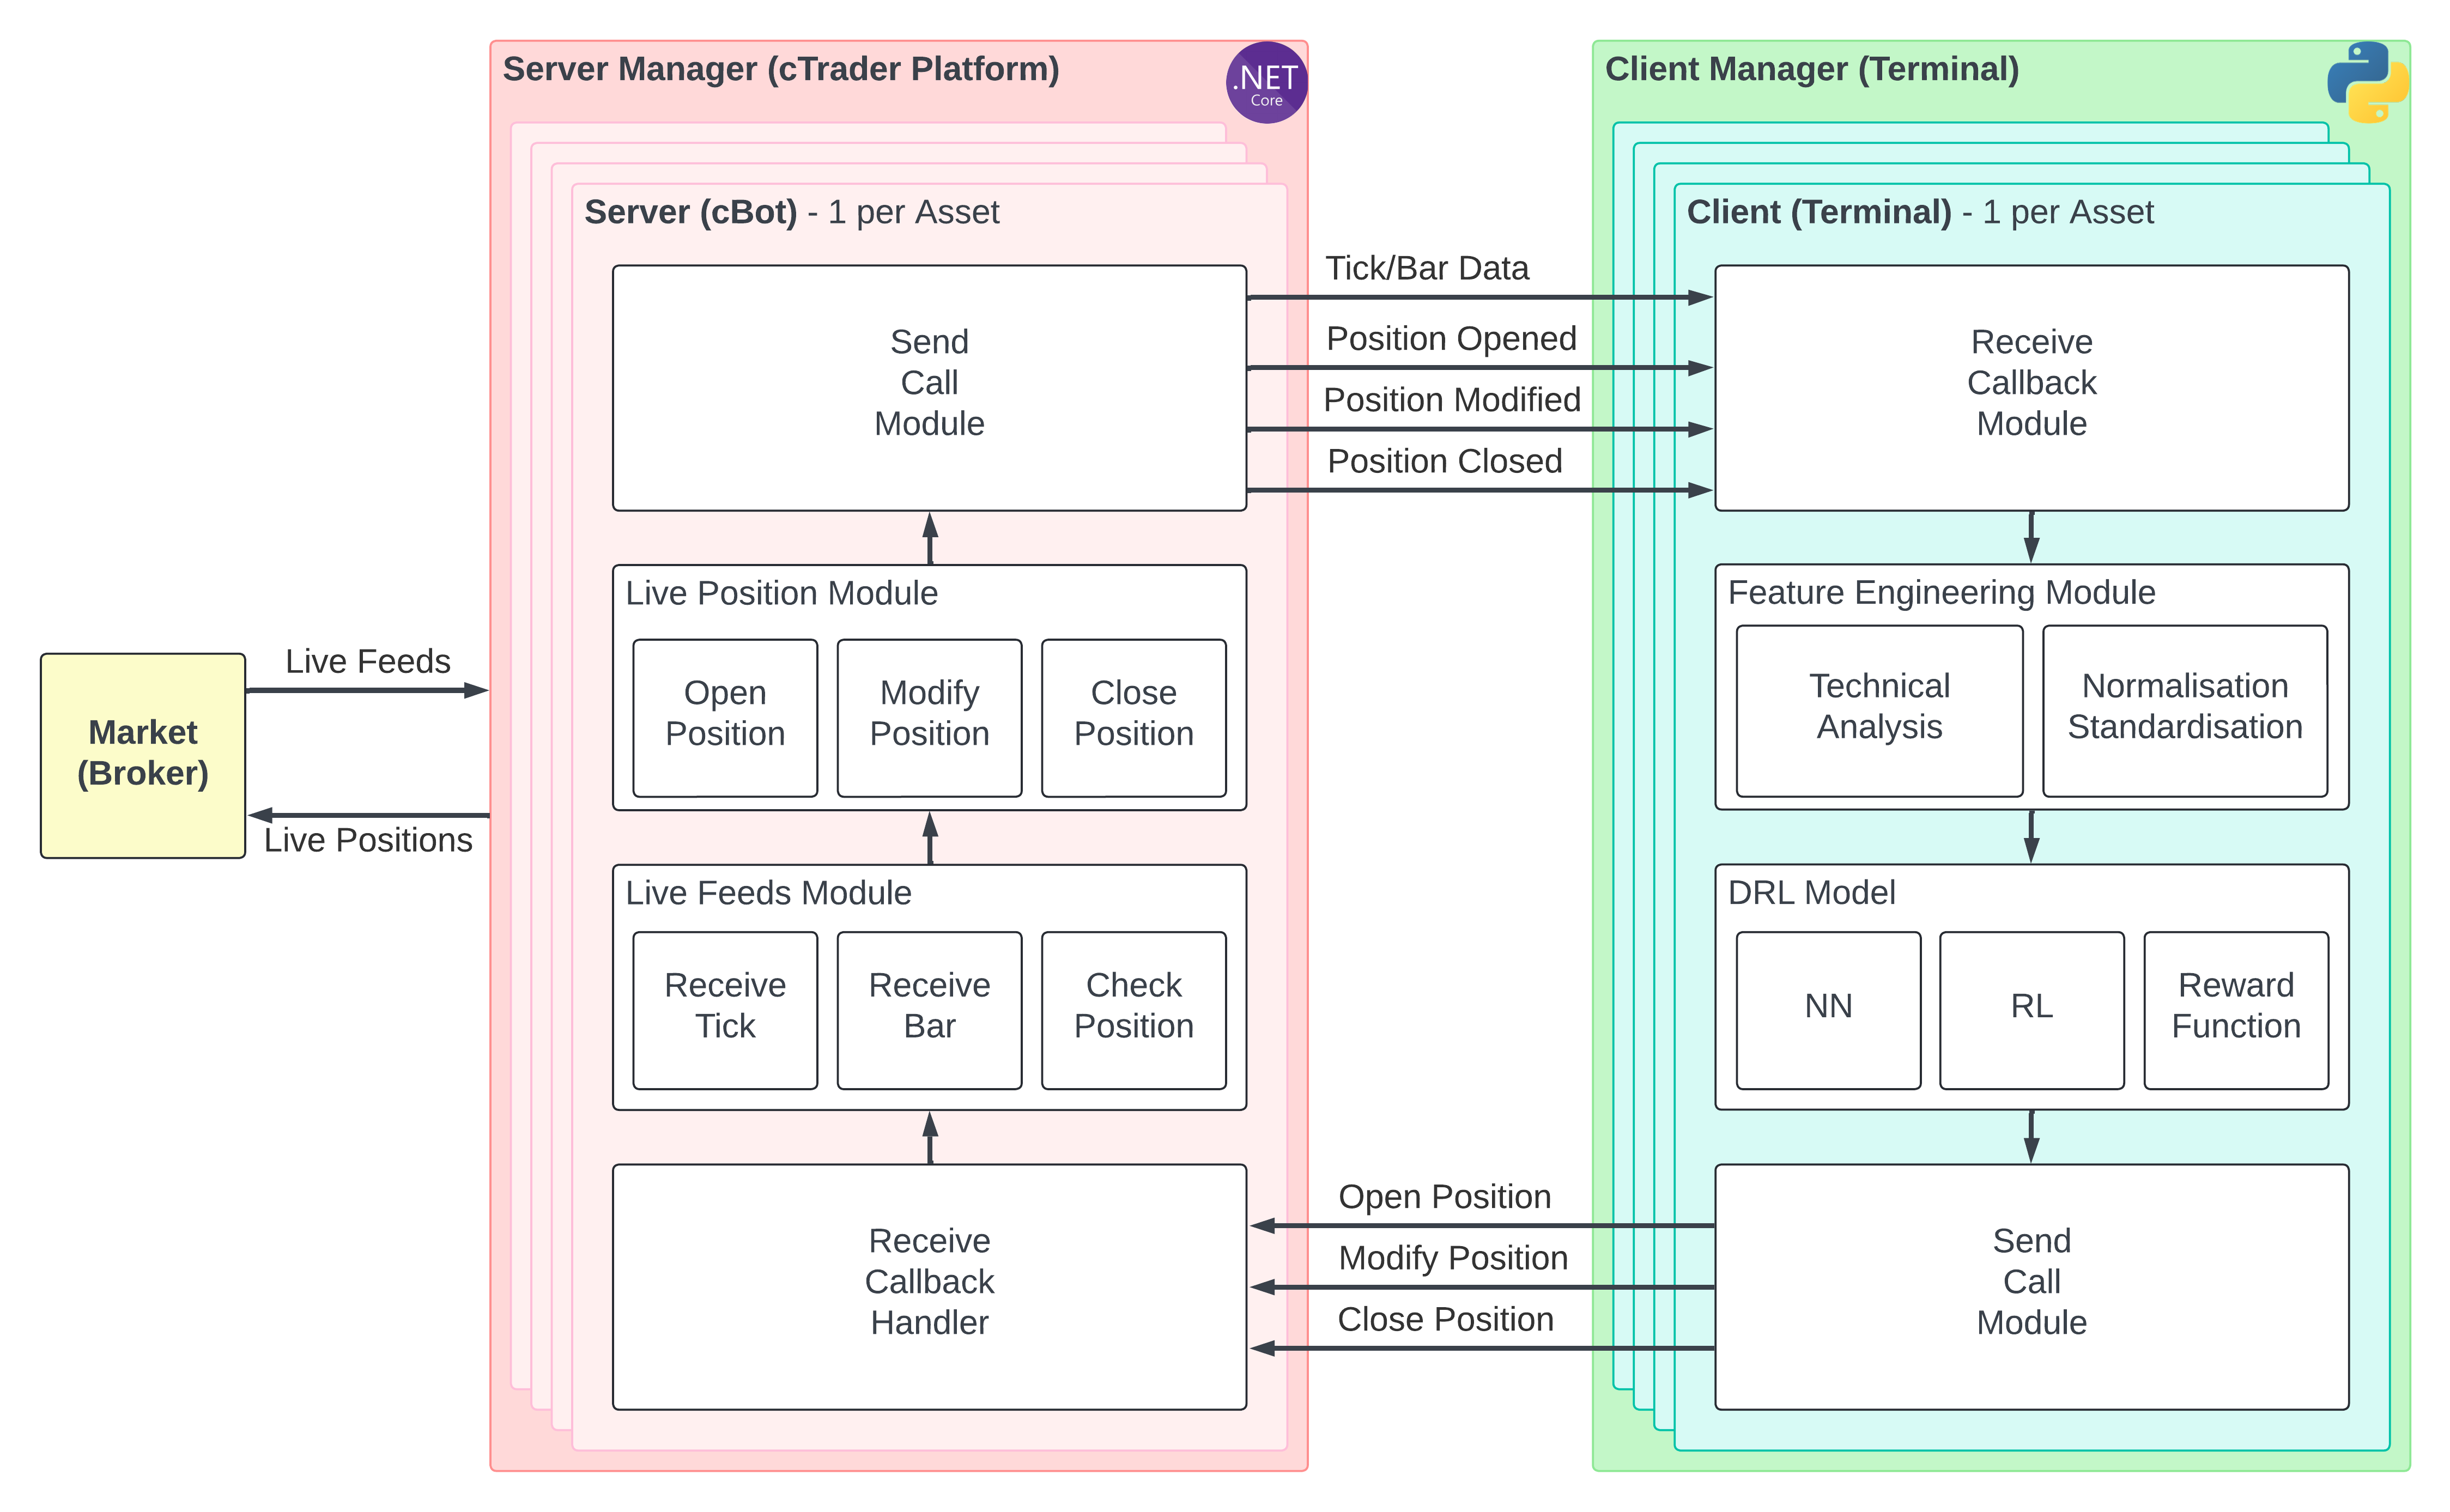 Server Manager (cTrader Platform)
.NET
Core
Client Manager (Terminal)
Server (cBot) - 1 per Asset
Client (Terminal) - 1 per Asset
Send
Call
Module
Tick/Bar Data
Position Opened
Position Modified
Position Closed
Receive
Callback
Module
Live Position Module
Open
Position
Modify
Position
Close
Position
Feature Engineering Module
Technical
Analysis
Normalisation
Standardisation
Live Feeds
Market
(Broker)
Live Positions
Live Feeds Module
Receive
Tick
Receive
Bar
Check
Position
DRL Model
NN
RL
Reward
Function
Receive
Callback
Handler
Open Position
Modify Position
Close Position
Send
Call
Module